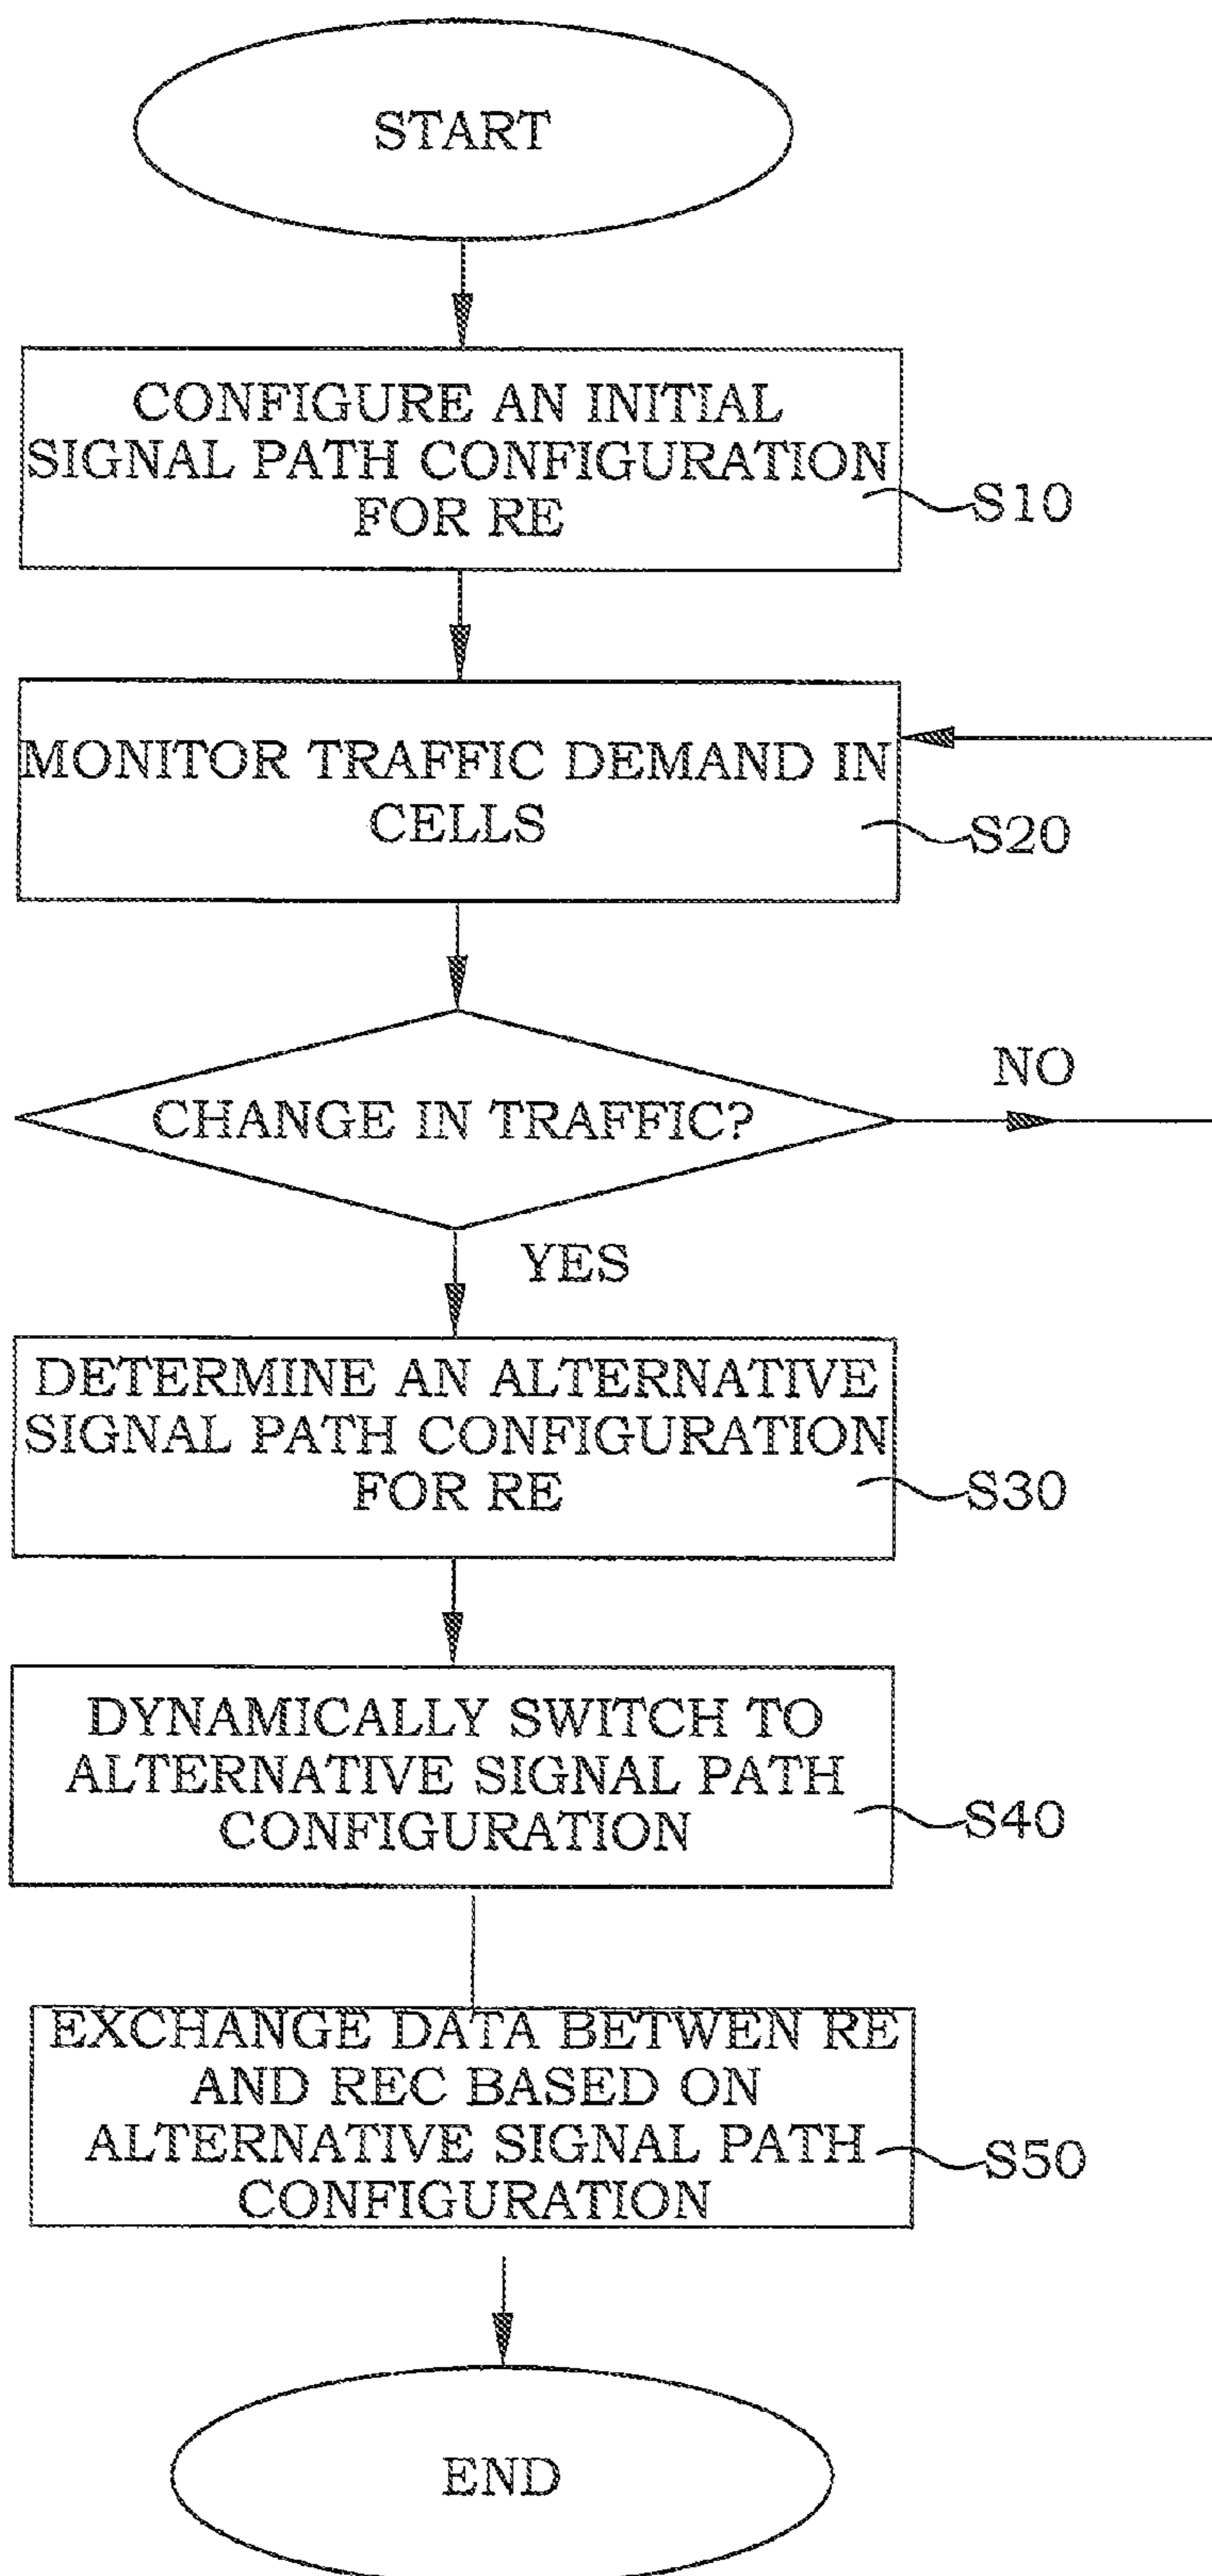 START
CONFIGURE AN INITIAL
SIGNAL PATH CONFIGURATION
FOR RE
S10
MONITOR TRAFFIC DEMAND IN
CELLS
S20
CHANGE IN TRAFFIC?
NO
YES
DETERMINE AN ALTERNATIVE
SIGNAL PATH CONFIGURATION
FOR RE
S30
DYNAMICALLY SWITCH TO
ALTERNATIVE SIGNAL PATH
CONFIGURATION
S40
EXCHANGE DATA BETWEN RE
AND REC BASED ON
ALTERNATIVE SIGNAL PATH
CONFIGURATION
S50
END